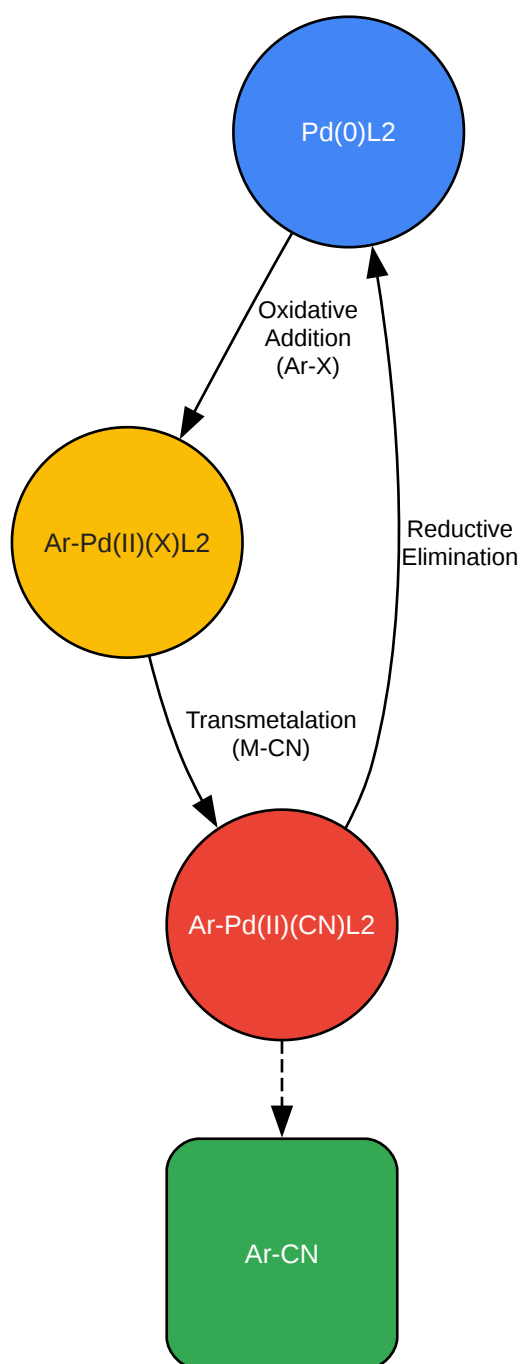 Pd(0)L2
Oxidative
Addition
(Ar-X)
Ar-Pd(II)(X)L2
Reductive
Elimination
Transmetalation
(M-CN)
Ar-Pd(II)(CN)L2
Ar-CN